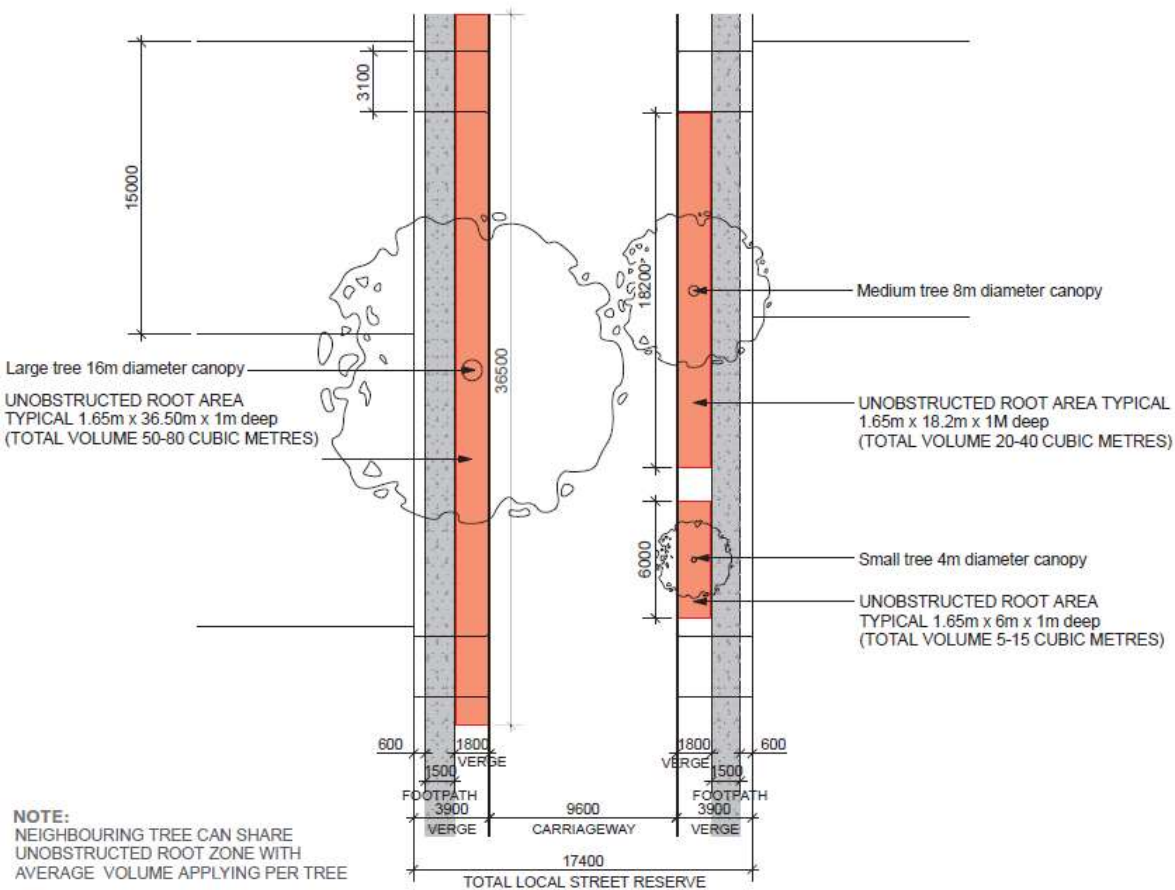 3100
15000
36500
18200
6000
Large tree 16m diameter canopy
UNOBSTRUCTED ROOT AREA
TYPICAL 1.65m x 36.50m x 1m deep
(TOTAL VOLUME 50-80 CUBIC METRES)
Medium tree 8m diameter canopy
UNOBSTRUCTED ROOT AREA TYPICAL
1.65m x 18.2m x 1M deep
(TOTAL VOLUME 20-40 CUBIC METRES)
Small tree 4m diameter canopy
UNOBSTRUCTED ROOT AREA
TYPICAL 1.65m x 6m x 1m deep
(TOTAL VOLUME 5-15 CUBIC METRES)
600 1800 1800 600
VERGE VERGE
1500 1500
FOOTPATH FOOTPATH
3900 9600 3900
VERGE CARRIAGEWAY VERGE
17400
TOTAL LOCAL STREET RESERVE
NOTE:
NEIGHBOURING TREE CAN SHARE
UNOBSTRUCTED ROOT ZONE WITH
AVERAGE VOLUME APPLYING PER TREE